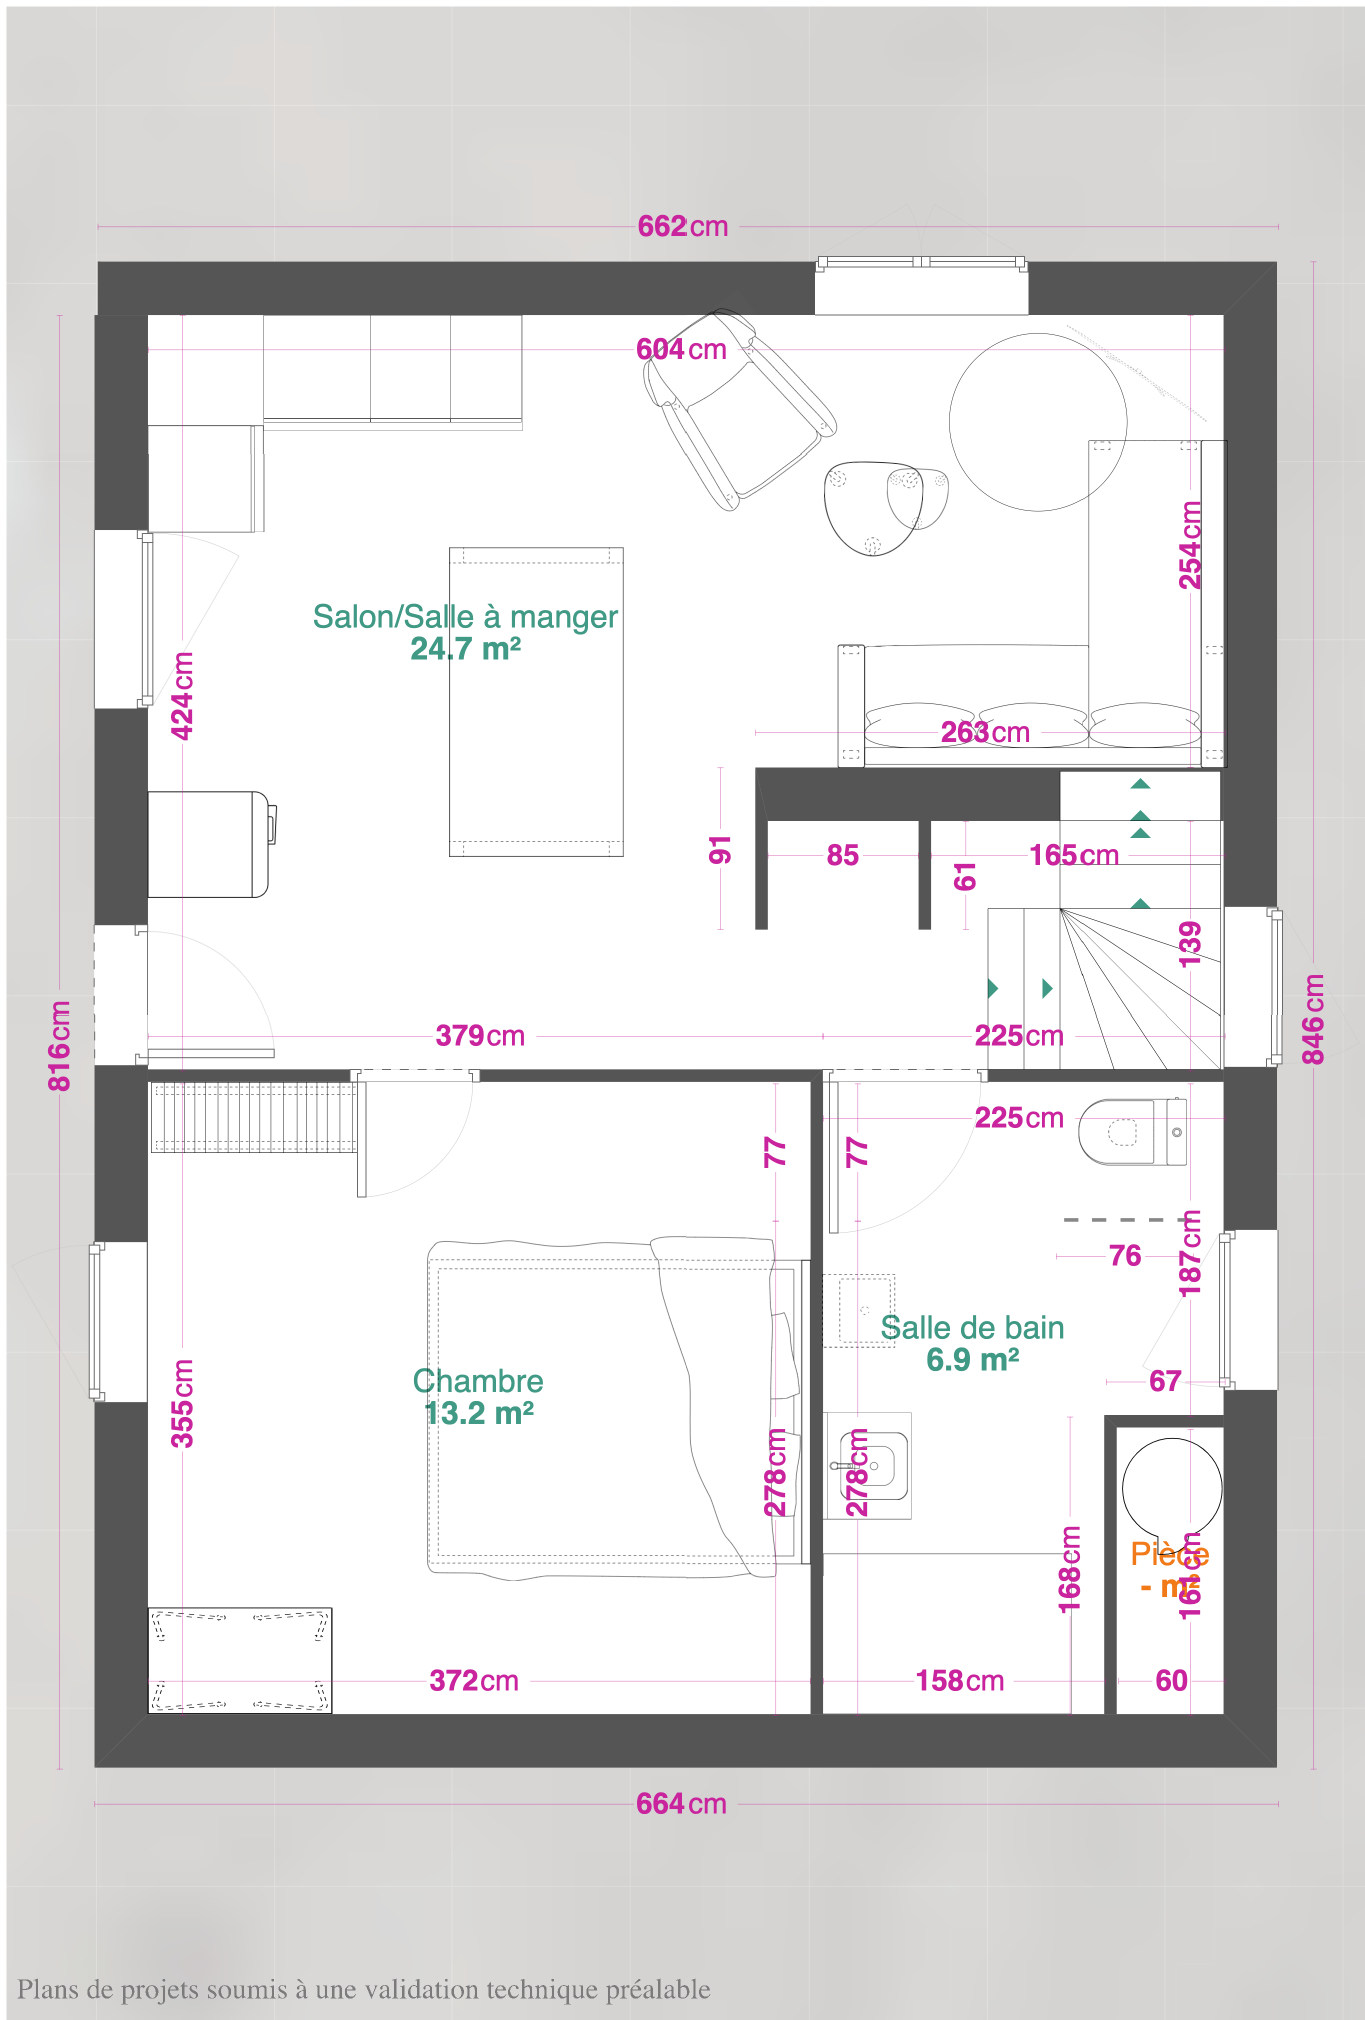 662cm
604cm
254cm
Salon/Salle à manger
24.7 m²
424cm
263cm
91
85
61
165cm
139
816cm
379cm
225cm
846cm
225cm
77
77
187cm
76
Salle de bain
6.9 m²
67
Chambre
13.2 m²
355cm
278cm
278cm
168cm
Pièce
- m²
161cm
372cm
158cm
60
664cm
Plans de projets soumis à une validation technique préalable